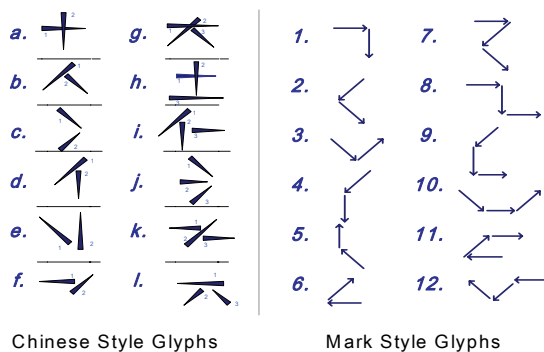 a.
b.
c.
d.
e.
f.
g.
h.
i.
j.
k.
l.
1.
2.
3.
4.
5.
6.
7.
8.
9.
10.
11.
12.
Chinese Style Glyphs
Mark Style Glyphs